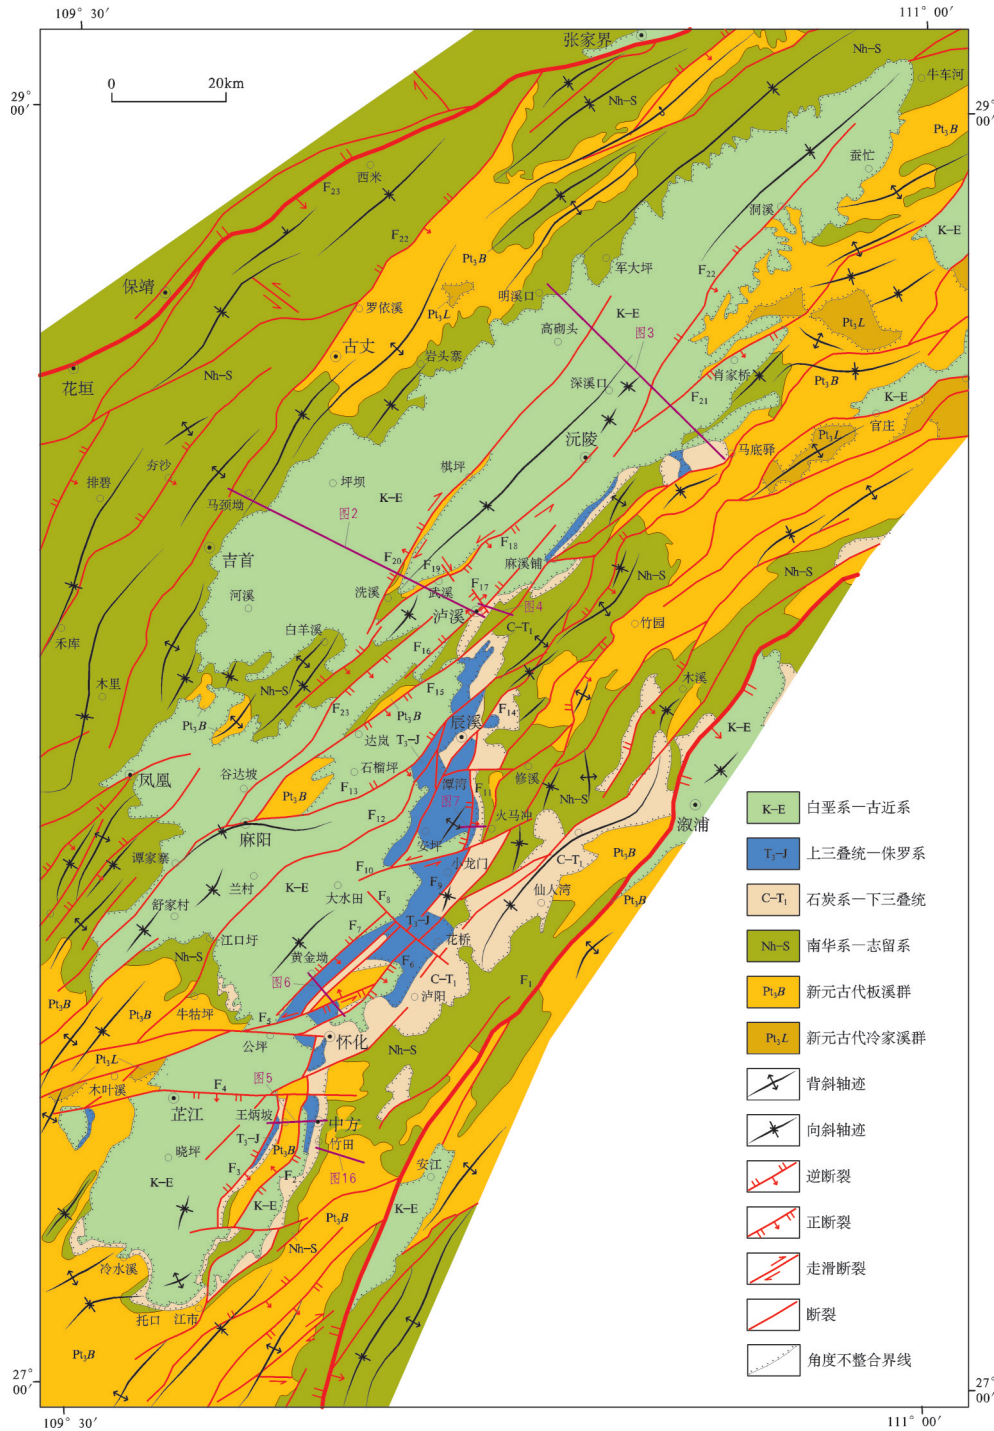 109° 30′
111° 00′
张家界
Nh-S
牛车河
0
20km
29°
00′
29°
00′
Nh-S
Pt₃B
蚕忙
西米
F₂₃
洞溪
F₂₂
K-E
Pt₃B
军大坪
F₂₂
保靖
明溪口
罗依溪
Pt₃L
K-E
Pt₃L
高砌头
图3
古丈
岩头寨
肖家桥
花垣
Nh-S
深溪口
Pt₃B
K-E
F₂₁
官庄
沅陵
Pt₃L
马底驿
夯沙
棋坪
排碧
坪坝
马颈坳
K-E
图2
F₁₈
吉首
F₂₀
F₁₉
麻溪铺
Nh-S
Nh-S
F₁₇
洗溪
武溪
河溪
泸溪
图4
竹园
C-T₁
白羊溪
禾库
F₁₆
Nh-S
F₁₅
木溪
木里
F₂₃
Pt₃B
F₁₄
Pt₃B
辰溪
K-E
达岚
T₃-J
凤凰
谷达坡
石榴坪
潭湾
修溪
F₁₃
F₁₁
Pt₃B
图7
Nh-S
K-E
白垩系—古近系
F₁₂
火马冲
溆浦
麻阳
安坪
T₃-J
上三叠统—侏罗系
谭家寨
小龙门
C-T₁
Pt₃B
F₁₀
兰村
K-E
F₉
大水田
F₈
仙人湾
Pt₃B
C-T₁
石炭系—下三叠统
舒家村
T₃-J
F₇
江口圩
花桥
Nh-S
南华系—志留系
Nh-S
黄金坳
F₆
C-T₁
F₁
图6
泸阳
Pt₃B
新元古代板溪群
Pt₃B
Pt₃B
牛牯坪
F₅
公坪
怀化
Nh-S
Pt₃L
新元古代冷家溪群
Pt₃L
图5
木叶溪
F₄
背斜轴迹
芷江
王炳坡
中方
向斜轴迹
T₃-J
Pt₃B
竹田
晓坪
F₃
F₂
图16
安江
逆断裂
K-E
K-E
Pt₃B
K-E
正断裂
Nh-S
冷水溪
走滑断裂
托口
江市
断裂
Pt₃B
角度不整合界线
27°
00′
27°
00′
109° 30′
111° 00′